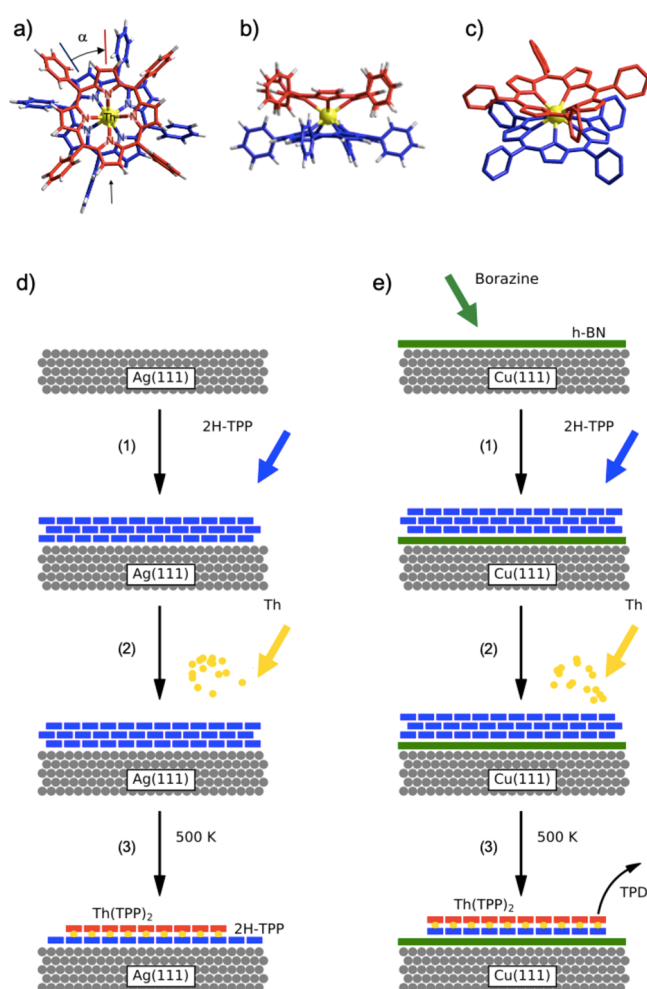 a)
b)
c)
α
Th
N
N
N
N
d)
e)
Borazine
h-BN
Ag(111)
Cu(111)
(1)
2H-TPP
(1)
2H-TPP
Ag(111)
Cu(111)
(2)
Th
(2)
Th
Ag(111)
Cu(111)
(3)
500 K
(3)
500 K
Th(TPP)₂
2H-TPP
Th(TPP)₂
TPD
Ag(111)
Cu(111)